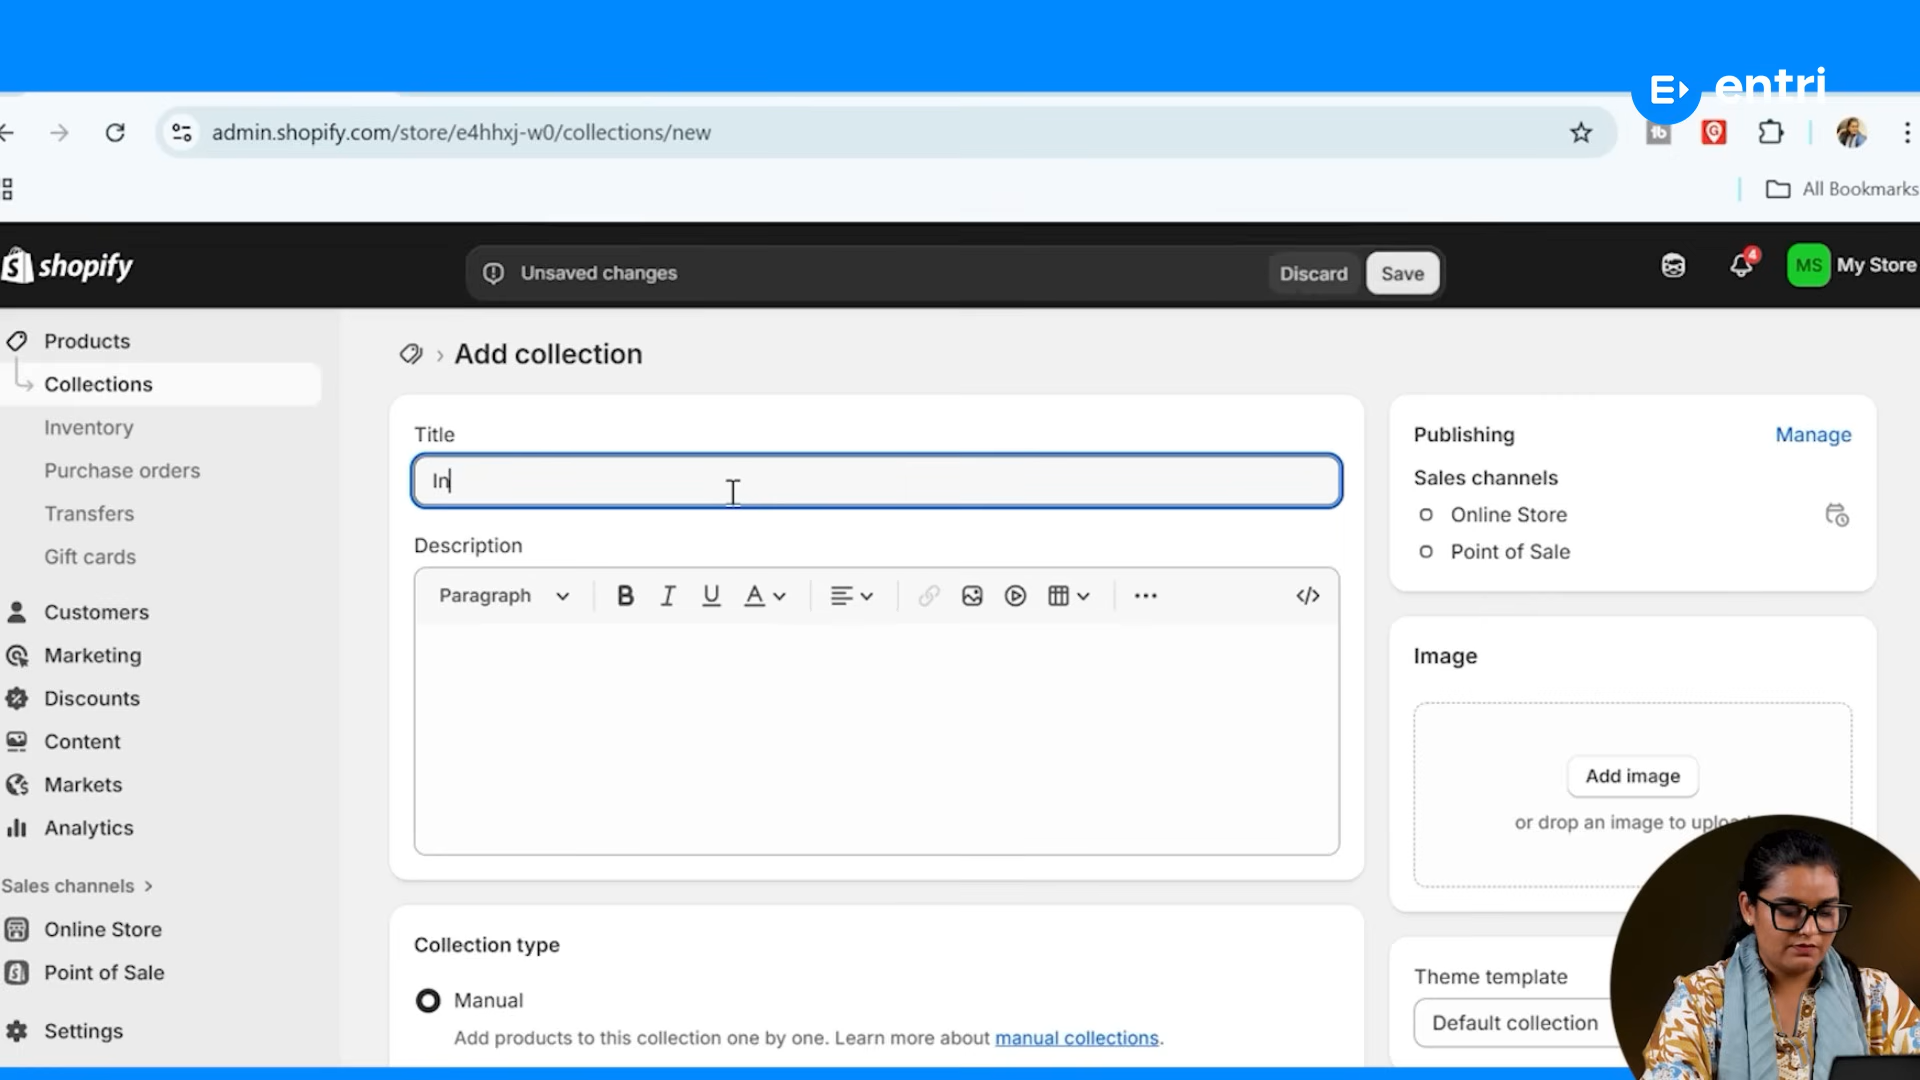 entri
admin.shopify.com/store/e4hhxj-w0/collections/new
All Bookmarks
shopify
Unsaved changes
Discard
Save
4
MS
My Store
Products
Collections
Inventory
Purchase orders
Transfers
Gift cards
Customers
Marketing
Discounts
Content
Markets
Analytics
Sales channels
Online Store
Point of Sale
Settings
Add collection
Title
In
Description
Paragraph
B I U A
Collection type
Manual
Add products to this collection one by one. Learn more about manual collections.
Publishing
Manage
Sales channels
Online Store
Point of Sale
Image
Add image
or drop an image to
Theme template
Default collection